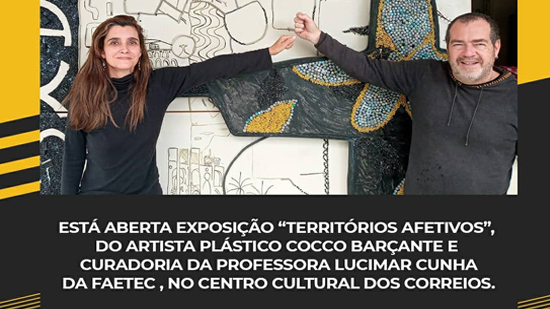 ESTÁ ABERTA EXPOSIÇÃO “TERRITÓRIOS AFETIVOS”,
DO ARTISTA PLÁSTICO COCCO BARÇANTE E
CURADORIA DA PROFESSORA LUCIMAR CUNHA
DA FAETEC , NO CENTRO CULTURAL DOS CORREIOS.